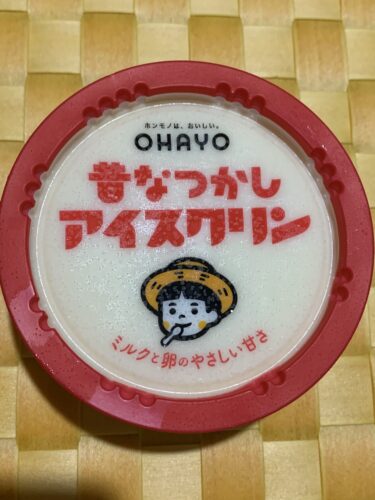 ホンモノは、おいしい。
OHAYO
昔なつかし
アイスクリン
ミルクと卵のやさしい甘さ